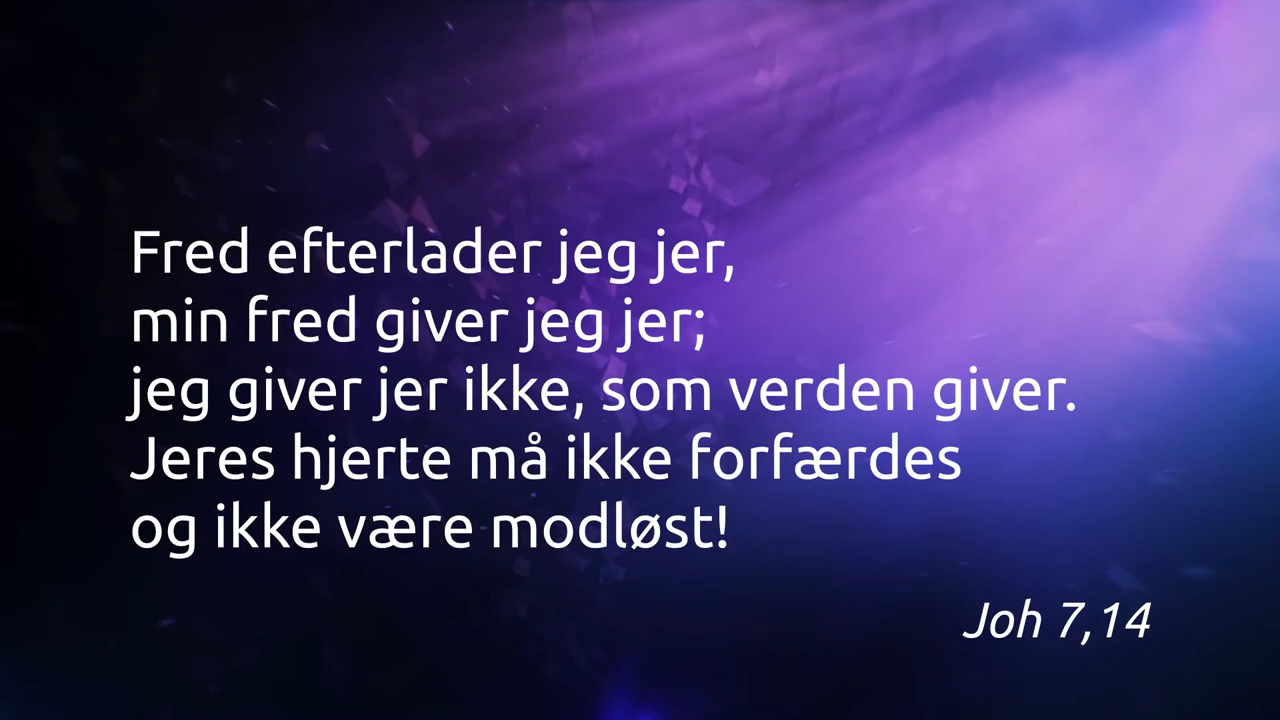 Fred efterlader jeg jer,
min fred giver jeg jer;
jeg giver jer ikke, som verden giver.
Jeres hjerte må ikke forfærdes
og ikke være modløst!
Joh 7,14